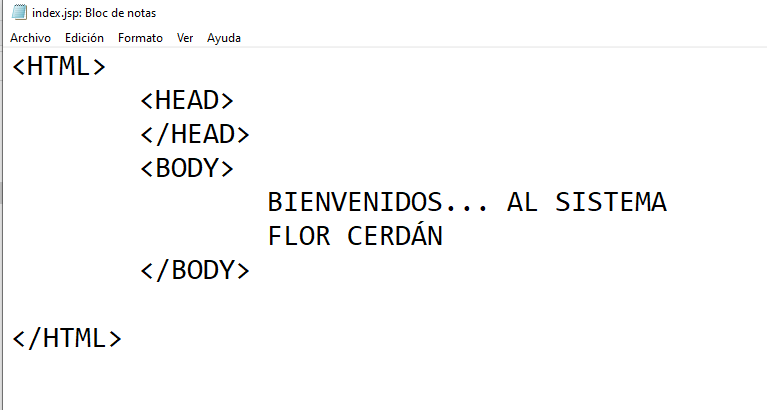 index.jsp: Bloc de notas
Archivo Edición Formato Ver Ayuda
<HTML>
<HEAD>
</HEAD>
<BODY>
BIENVENIDOS... AL SISTEMA
FLOR CERDÁN
</BODY>
</HTML>